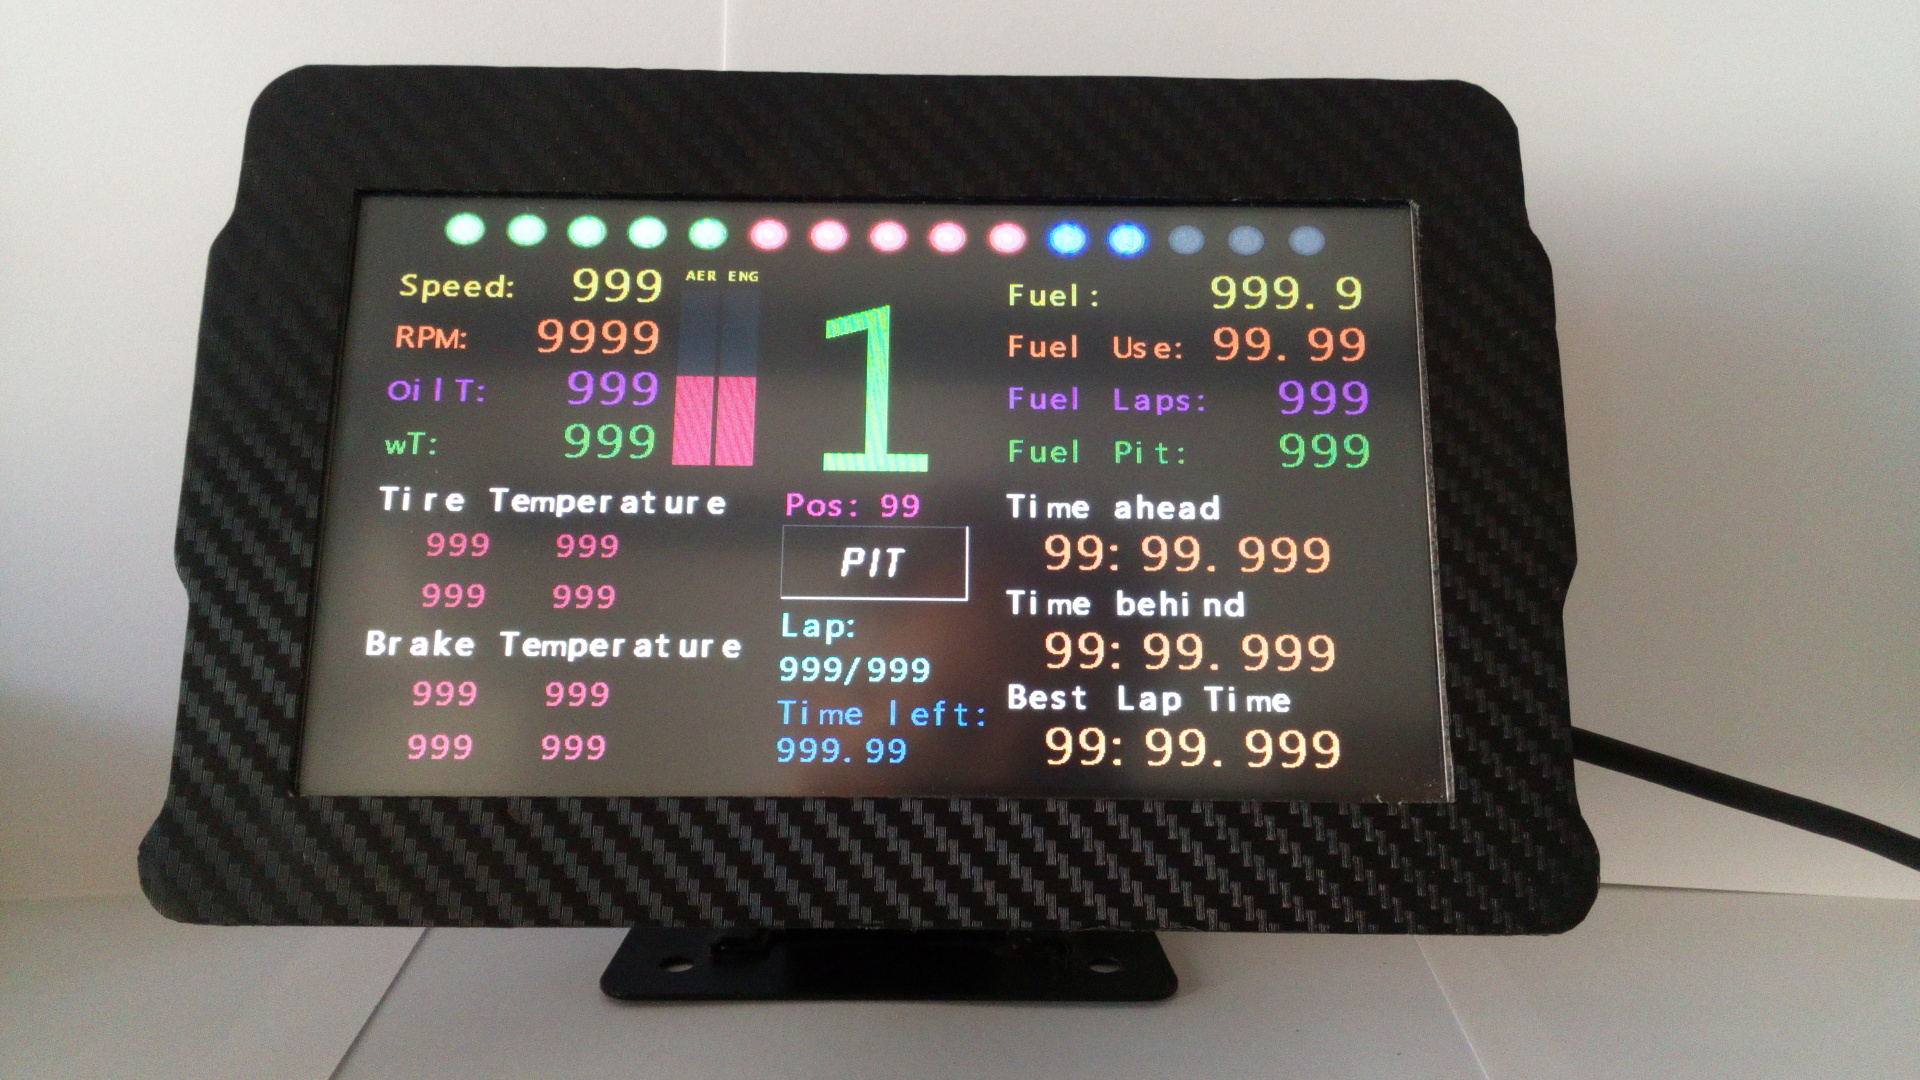 Speed: 999
RPM: 9999
OilT: 999
wT: 999
AER ENG
1
Fuel: 999.9
Fuel Use: 99.99
Fuel Laps: 999
Fuel Pit: 999
Tire Temperature
999 999
999 999
Brake Temperature
999 999
999 999
Pos: 99
PIT
Lap:
999/999
Time left:
999.99
Time ahead
99:99.999
Time behind
99:99.999
Best Lap Time
99:99.999